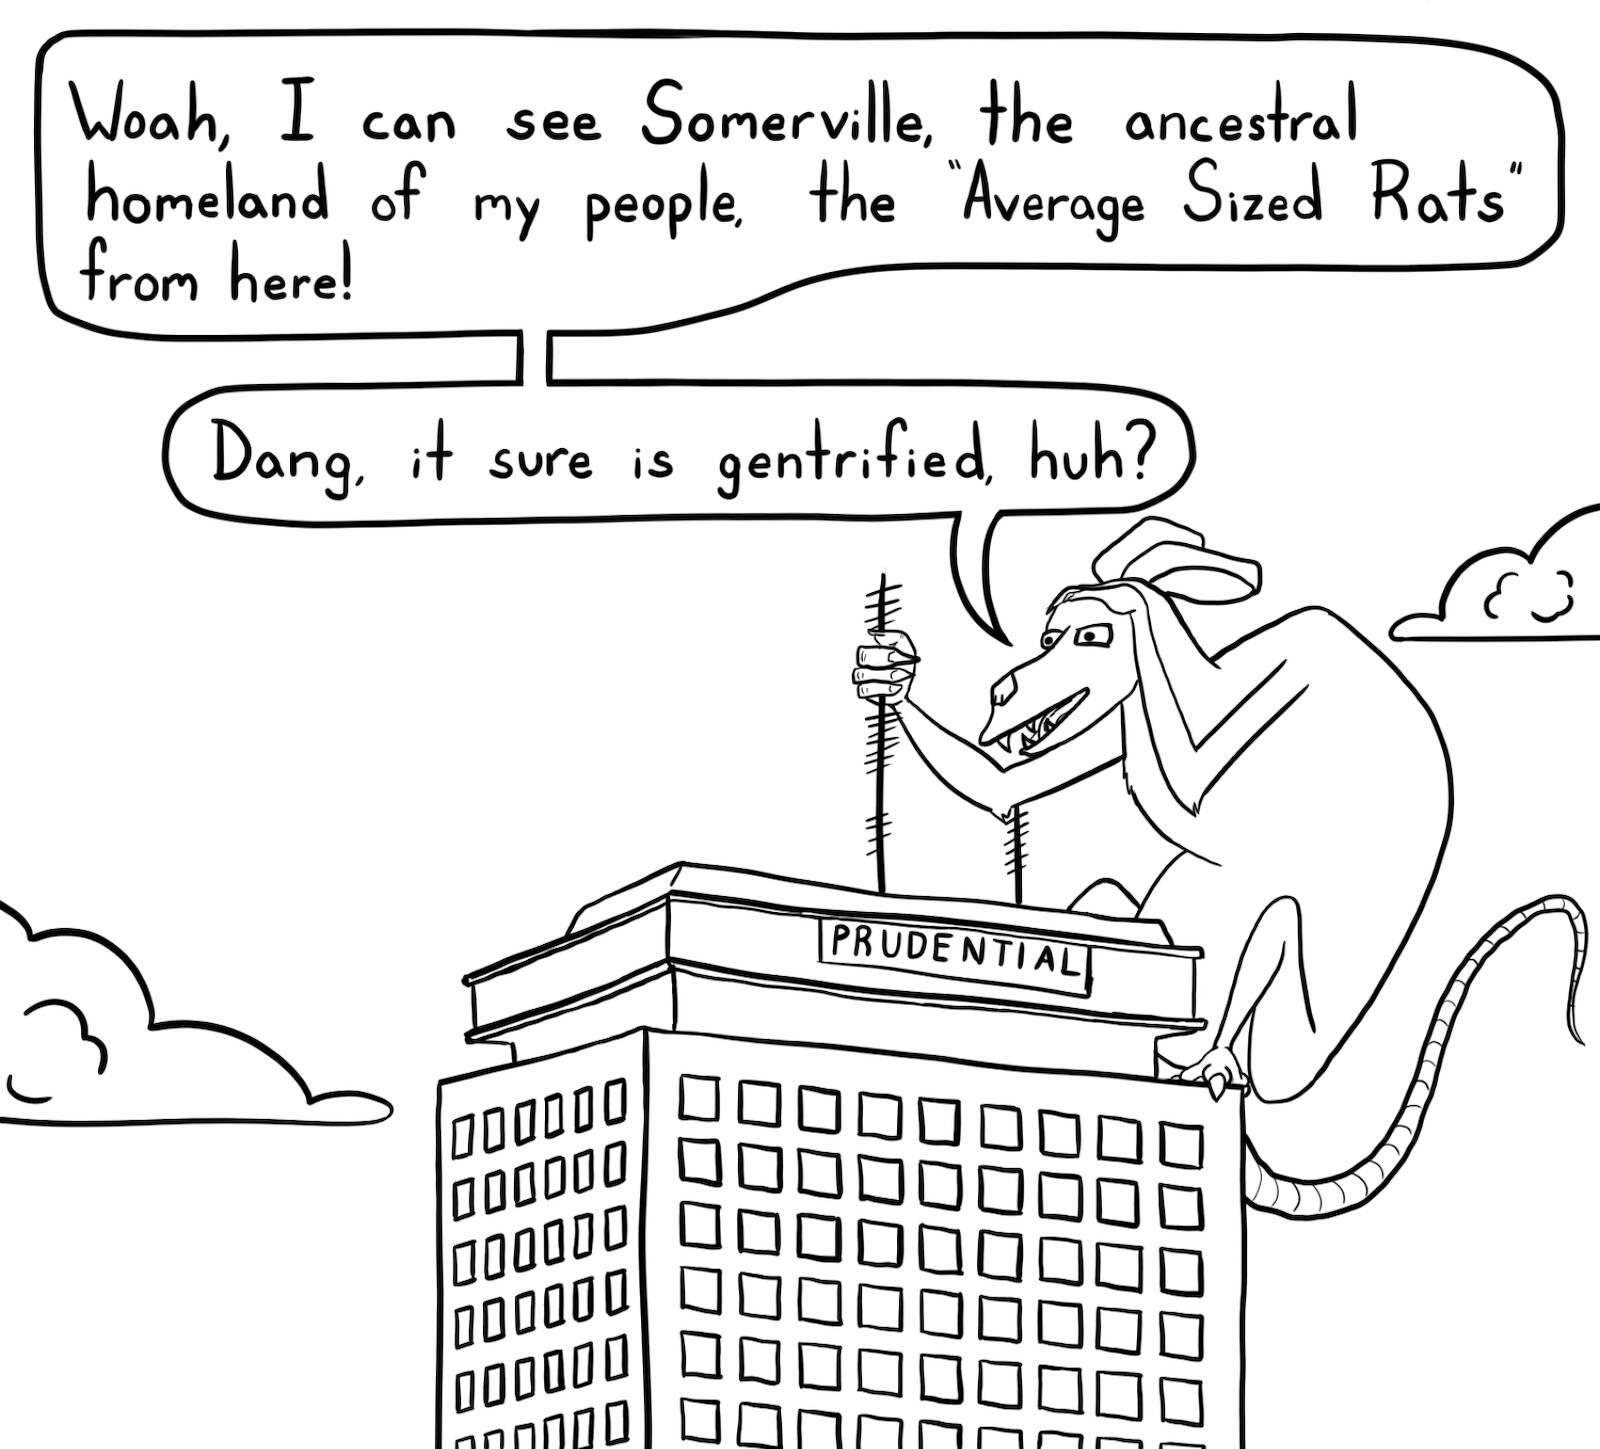 Woah, I can see Somerville, the ancestral
homeland of my people, the "Average Sized Rats"
from here!
Dang, it sure is gentrified, huh?
PRUDENTIAL